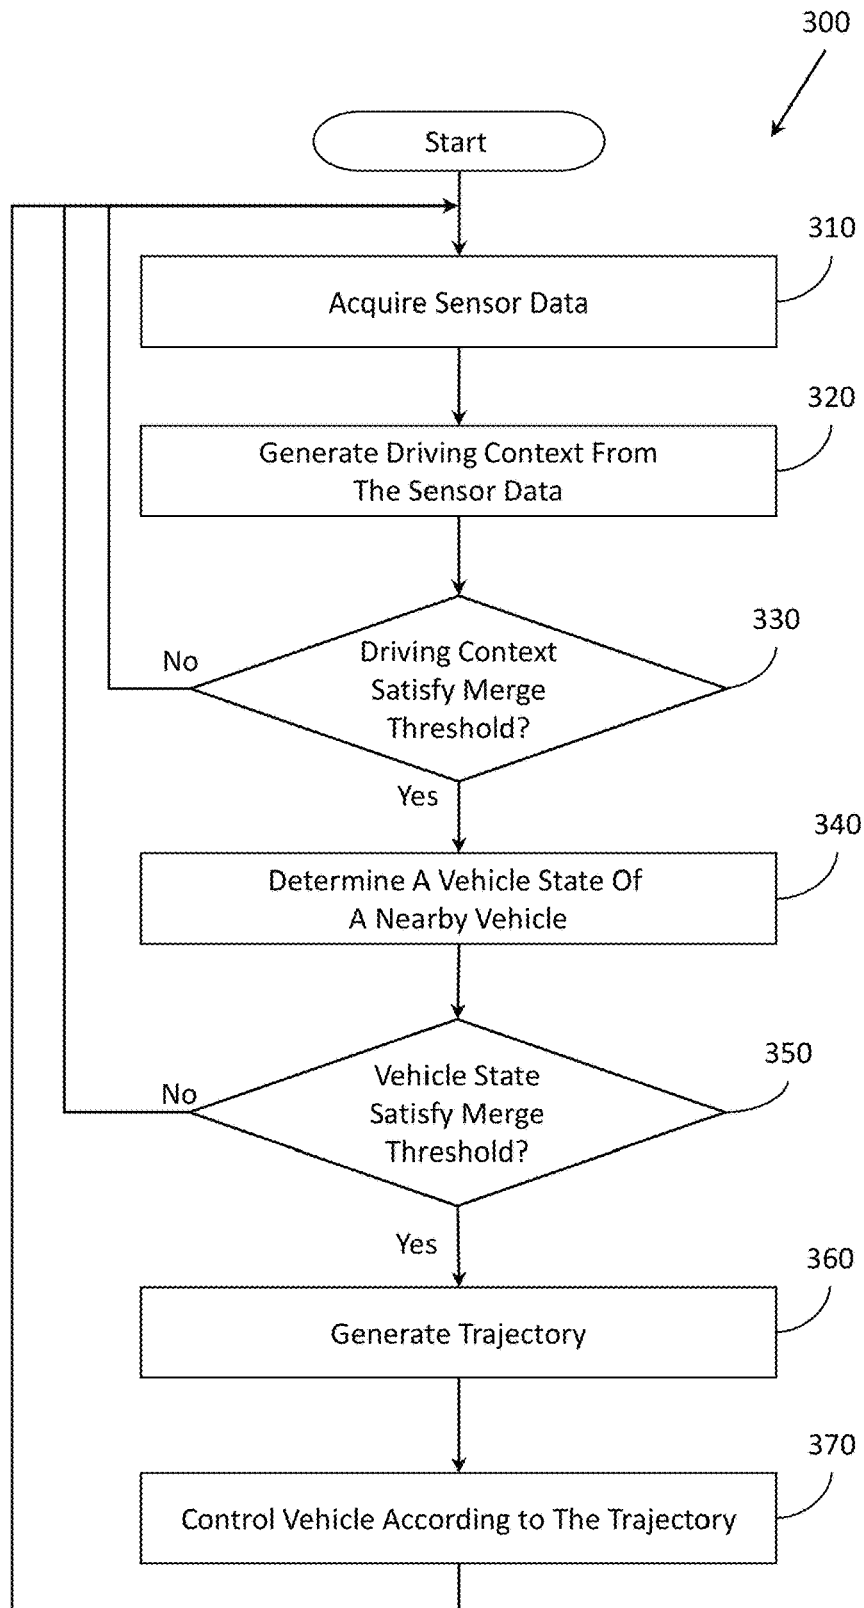 300
Start
310
Acquire Sensor Data
320
Generate Driving Context From
The Sensor Data
330
Driving Context
Satisfy Merge
Threshold?
No
Yes
340
Determine A Vehicle State Of
A Nearby Vehicle
350
Vehicle State
Satisfy Merge
Threshold?
No
Yes
360
Generate Trajectory
370
Control Vehicle According to The Trajectory